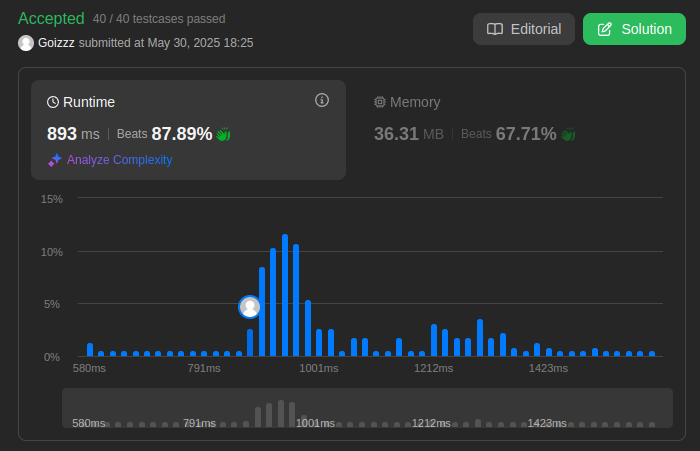 Accepted 40 / 40 testcases passed
Editorial
Solution
Goizzz submitted at May 30, 2025 18:25
Runtime
893 ms | Beats 87.89%
Analyze Complexity
Memory
36.31 MB | Beats 67.71%
15%
10%
5%
0%
580ms 791ms 1001ms 1212ms 1423ms
580ms 791ms 1001ms 1212ms 1423ms